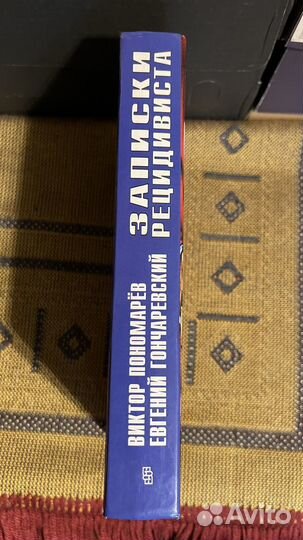 ВИКТОР ПОНОМАРЁВ
ЕВГЕНИЙ ГОНЧАРЕВСКИЙ
ЗАПИСКИ
РЕЦИДИВИСТА
Avito